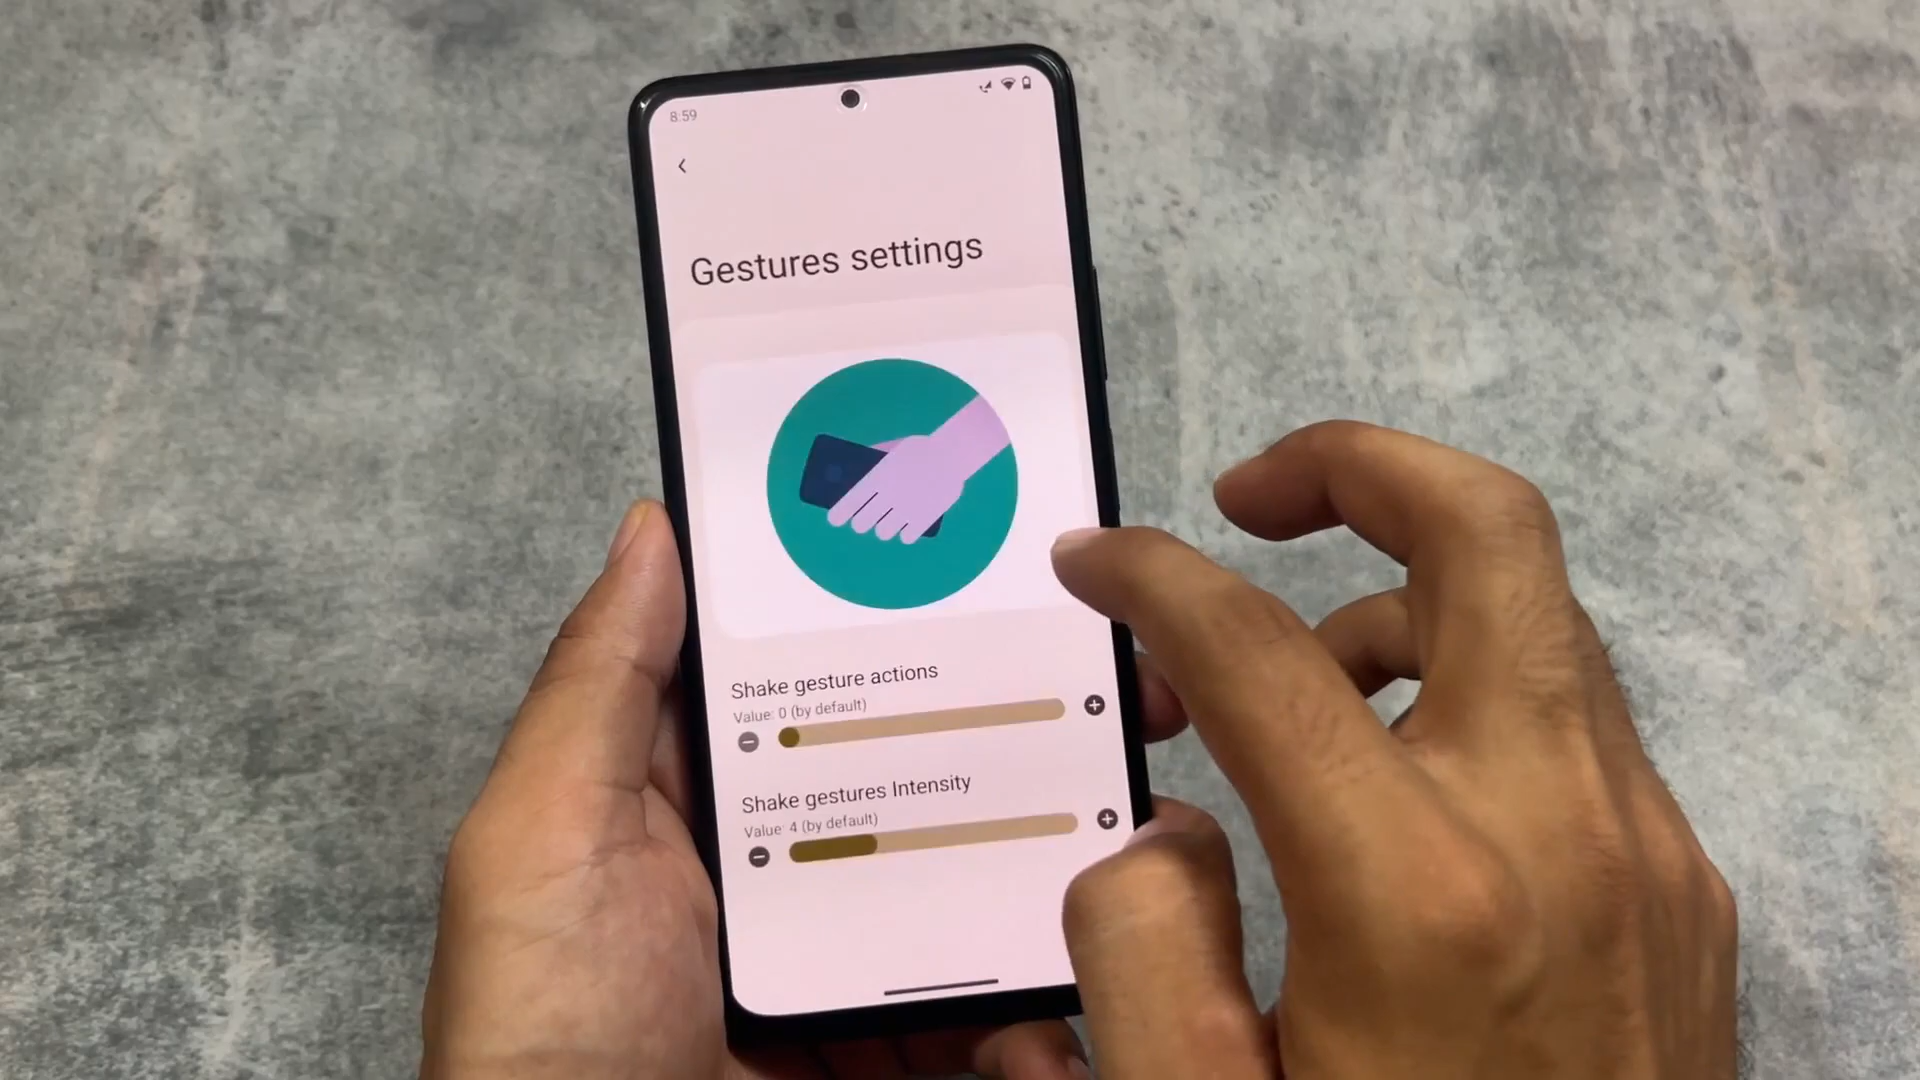 8:59
Gestures settings
Shake gesture actions
Value: 0 (by default)
Shake gestures Intensity
Value: 4 (by default)